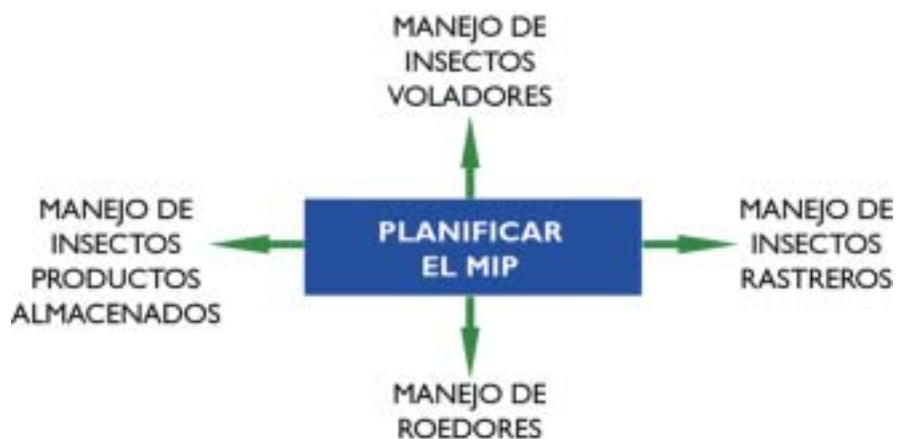 MANEJO DE
INSECTOS
VOLADORES
MANEJO DE
INSECTOS
PRODUCTOS
ALMACENADOS
PLANIFICAR
EL MIP
MANEJO DE
INSECTOS
RASTREROS
MANEJO DE
ROEDORES